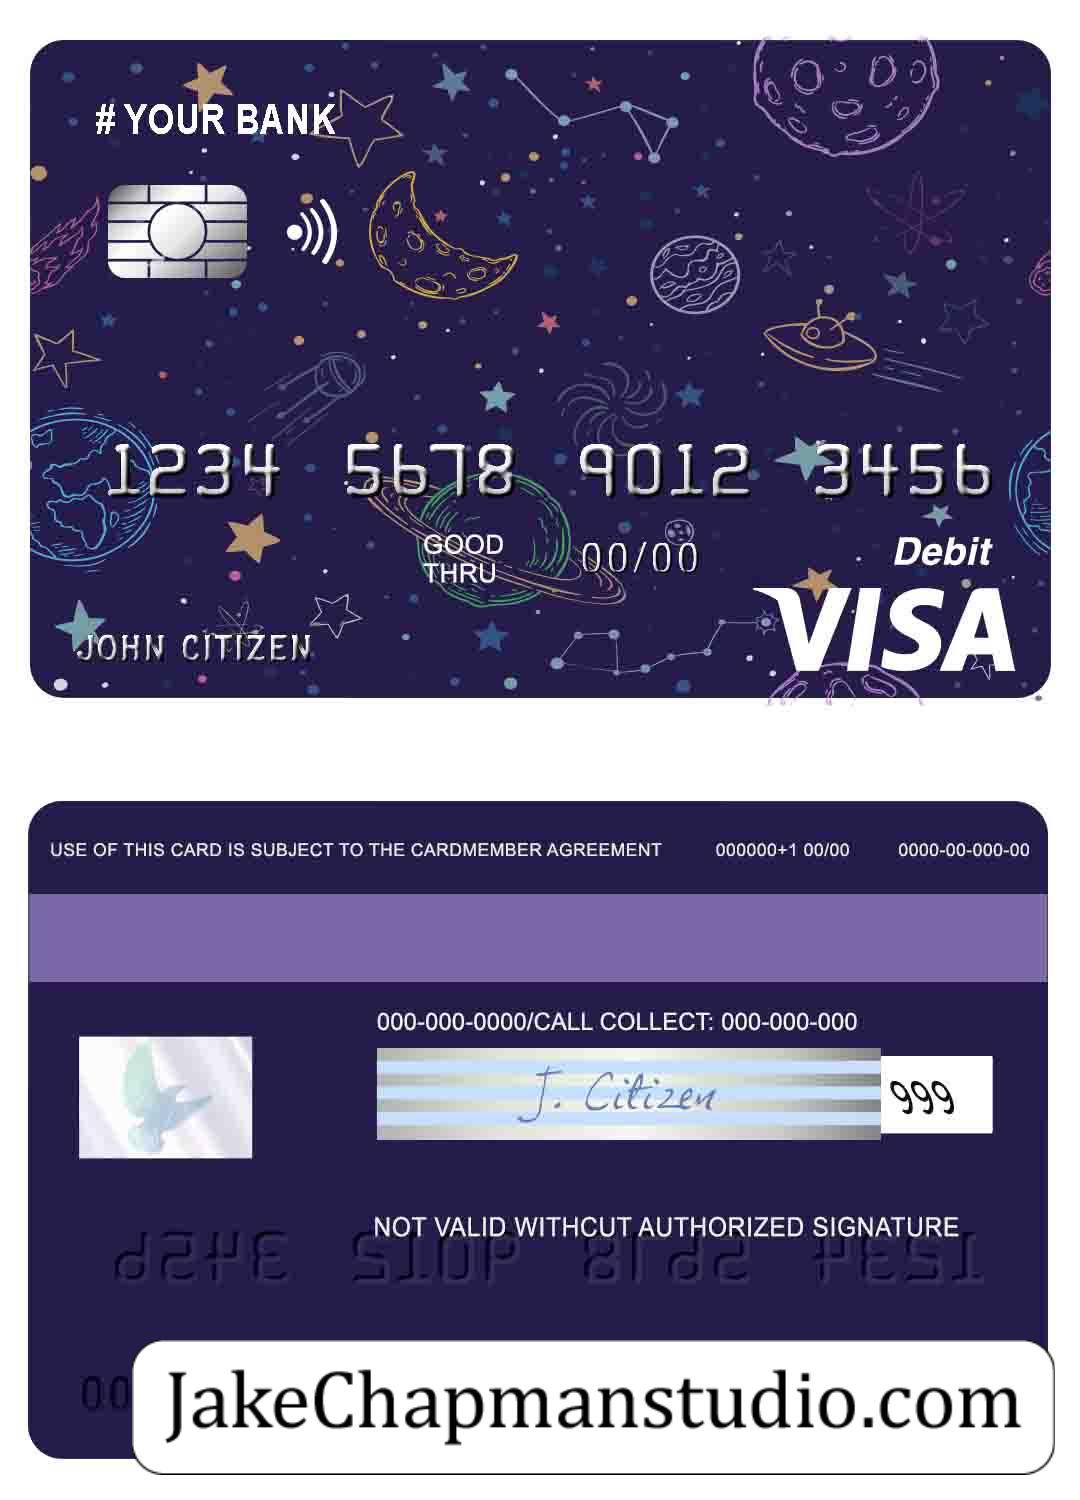 # YOUR BANK
1234 5678 9012 3456
GOOD
THRU
00/00
Debit
VISA
JOHN CITIZEN
USE OF THIS CARD IS SUBJECT TO THE CARDMEMBER AGREEMENT 000000+1 00/00 0000-00-000-00
000-000-0000/CALL COLLECT: 000-000-000
J. Citizen
999
NOT VALID WITHCUT AUTHORIZED SIGNATURE
00
JakeChapmanstudio.com